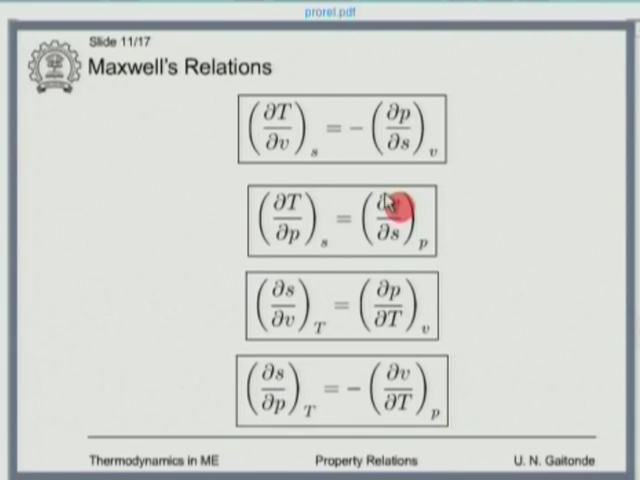 prorel.pdf
Slide 11/17
Maxwell's Relations
(∂T/∂v)_s = −(∂p/∂s)_v
(∂T/∂p)_s = (∂v/∂s)_p
(∂s/∂v)_T = (∂p/∂T)_v
(∂s/∂p)_T = −(∂v/∂T)_p
Thermodynamics in ME Property Relations U. N. Gaitonde